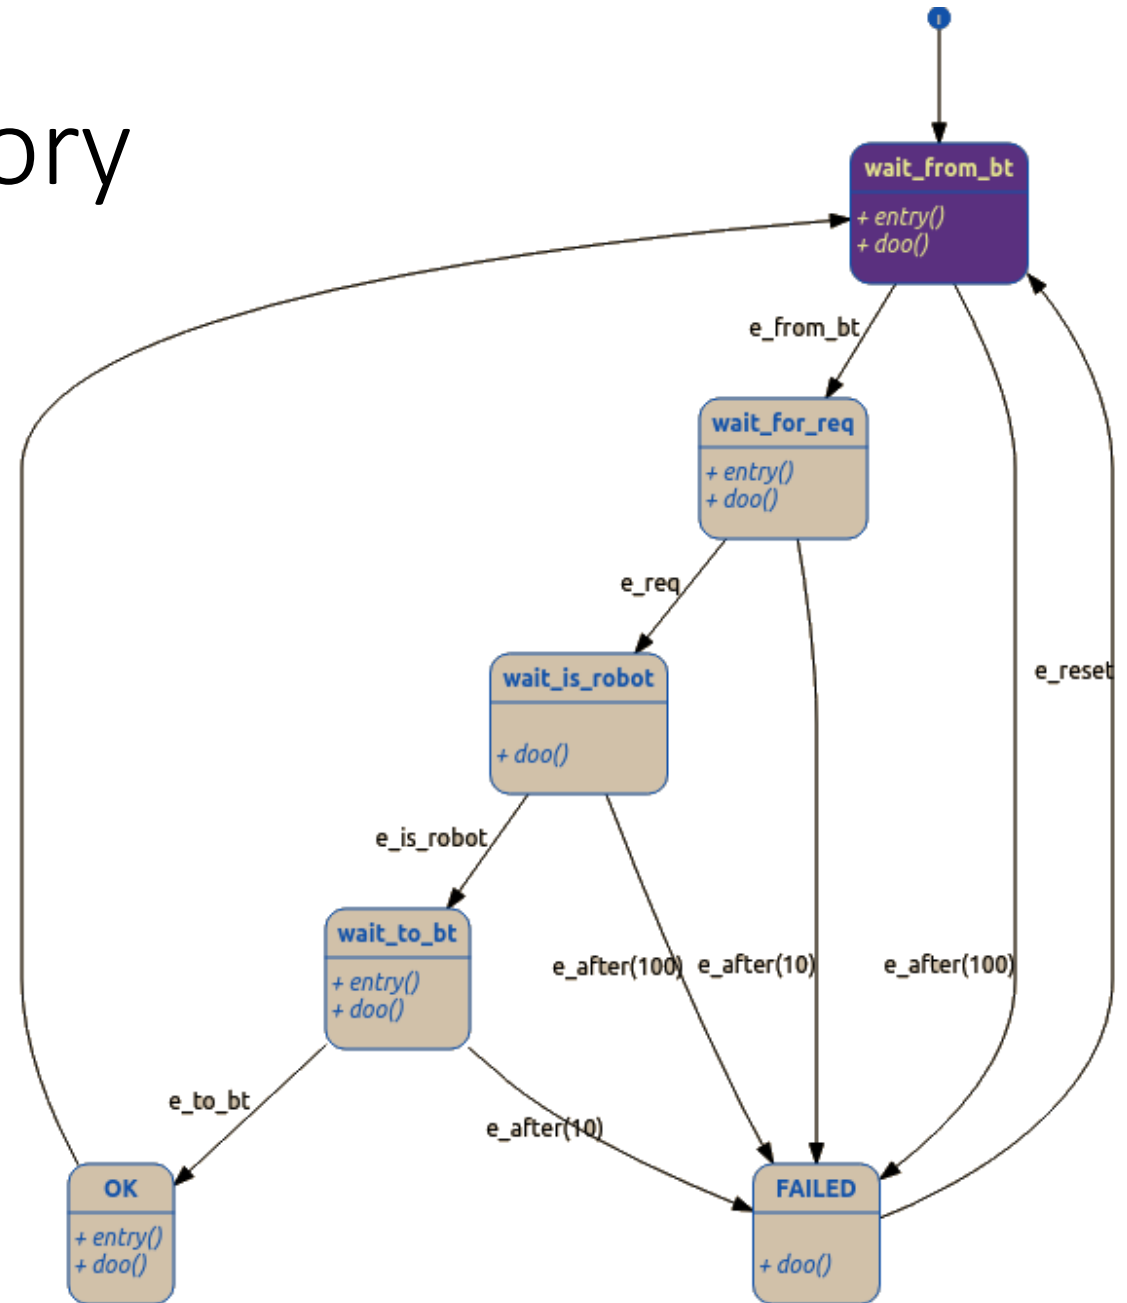 ory
wait_from_bt
+ entry()
+ doo()
e_from_bt
wait_for_req
+ entry()
+ doo()
e_req
e_reset
wait_is_robot
+ doo()
e_is_robot
wait_to_bt
+ entry()
+ doo()
e_after(100)
e_after(10)
e_after(100)
e_to_bt
e_after(10)
OK
+ entry()
+ doo()
FAILED
+ doo()